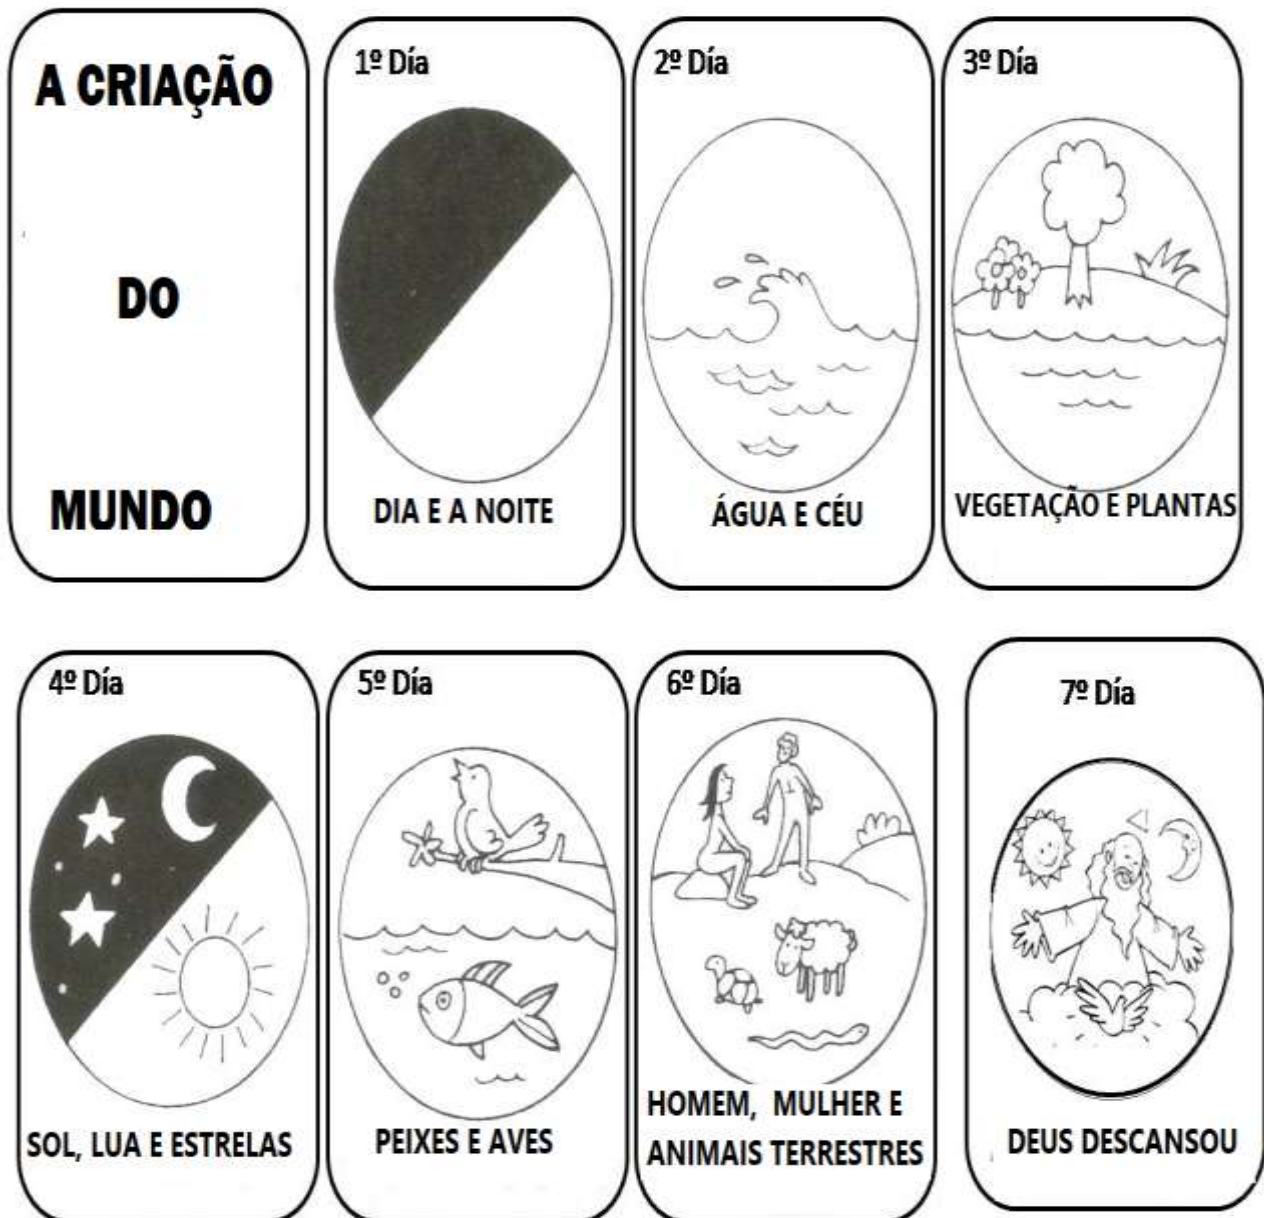 A CRIAÇÃO
DO
MUNDO
1º Día
DIA E A NOITE
2º Día
ÁGUA E CÉU
3º Día
VEGETAÇÃO E PLANTAS
4º Día
SOL, LUA E ESTRELAS
5º Día
PEIXES E AVES
6º Día
HOMEM, MULHER E
ANIMAIS TERRESTRES
7º Día
DEUS DESCANSOU